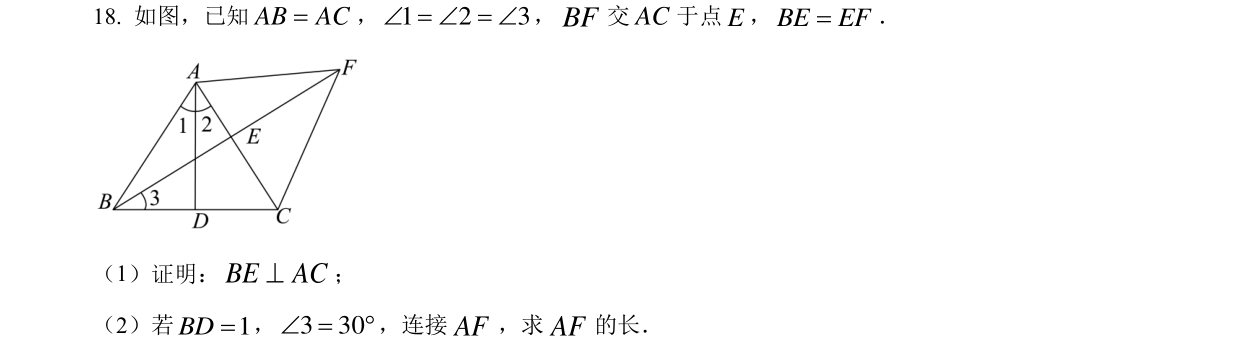 18. 如图，已知 AB = AC，∠1 = ∠2 = ∠3， BF 交 AC 于点 E， BE = EF．
A
F
1 2
E
B
3
D
C
（1）证明： BE ⊥ AC；
（2）若 BD = 1，∠3 = 30°，连接 AF ，求 AF 的长．